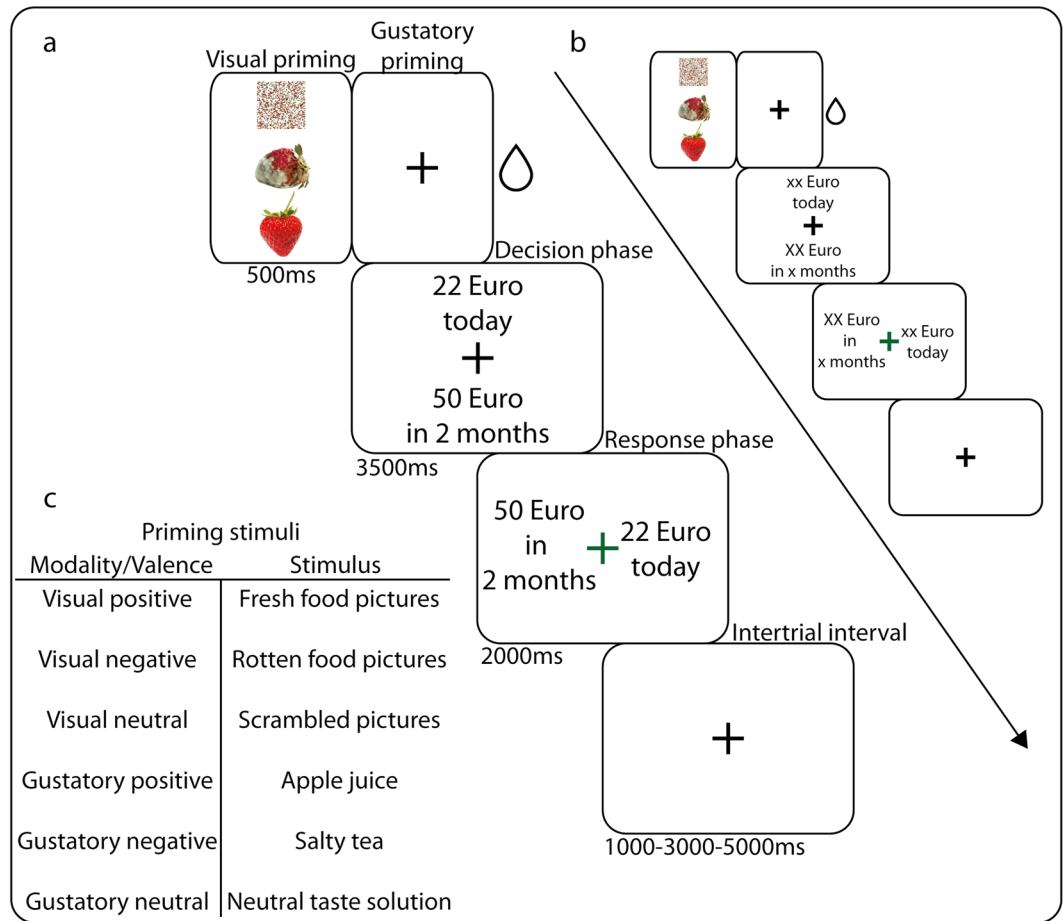 a
Visual priming
Gustatory
priming
500ms
Decision phase
22 Euro
today
50 Euro
in 2 months
3500ms
Response phase
50 Euro
in
2 months
22 Euro
today
2000ms
Intertrial interval
1000-3000-5000ms
b
xx Euro
today
XX Euro
in x months
XX Euro
in
x months
xx Euro
today
c
Priming stimuli
Modality/Valence Stimulus
Visual positive Fresh food pictures
Visual negative Rotten food pictures
Visual neutral Scrambled pictures
Gustatory positive Apple juice
Gustatory negative Salty tea
Gustatory neutral Neutral taste solution